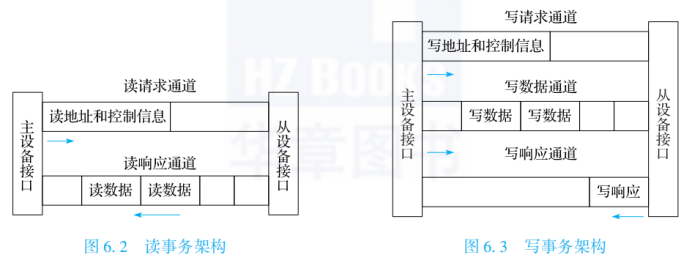 读请求通道
主设备接口
读地址和控制信息
从设备接口
读响应通道
读数据
读数据
图 6.2 读事务架构
写请求通道
主设备接口
写地址和控制信息
从设备接口
写数据通道
写数据
写数据
写响应通道
写响应
图 6.3 写事务架构
HZ Books
华章图书